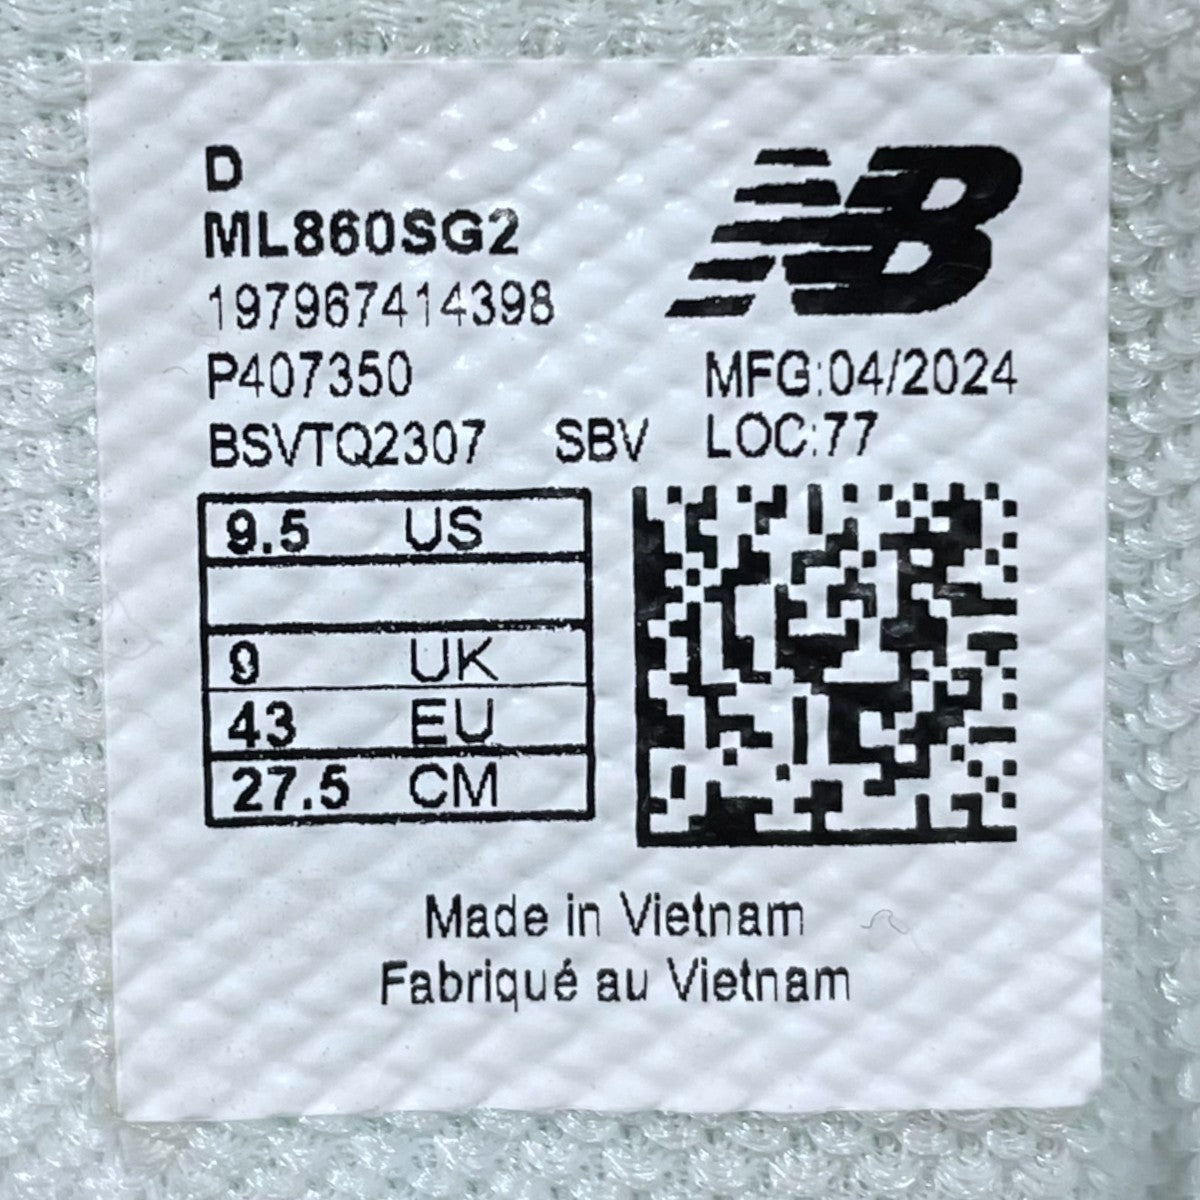 D
ML860SG2
NB
197967414398
P407350 MFG:04/2024
BSVTQ2307 SBV LOC:77
9.5 US
9 UK
43 EU
27.5 CM
Made in Vietnam
Fabriqué au Vietnam